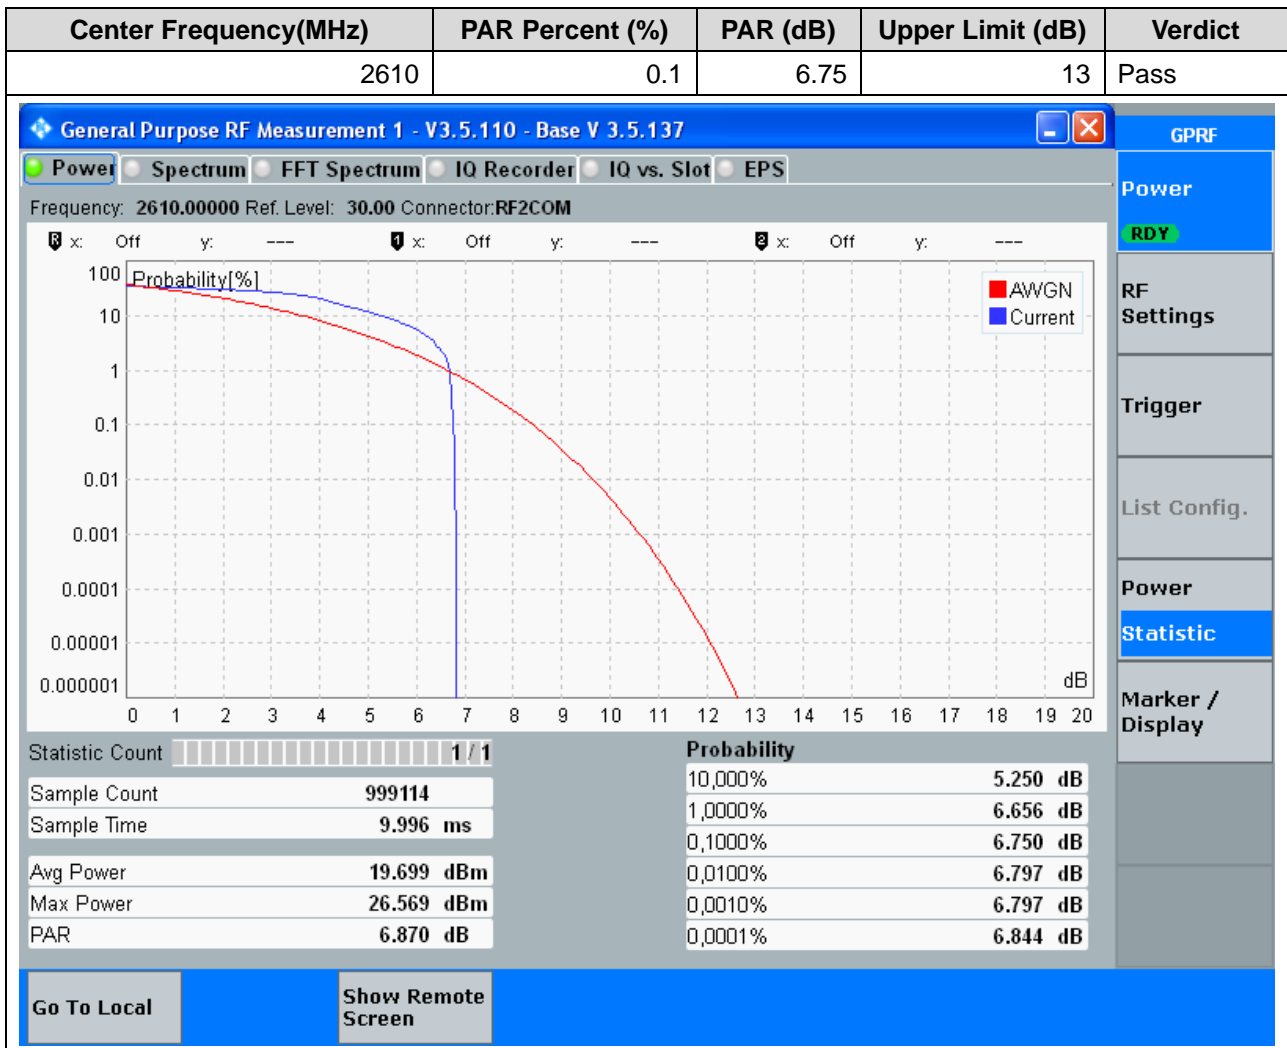 Center Frequency(MHz) PAR Percent (%) PAR (dB) Upper Limit (dB) Verdict
2610 0.1 6.75 13 Pass
General Purpose RF Measurement 1 - V3.5.110 - Base V 3.5.137
GPRF
Power Spectrum FFT Spectrum IQ Recorder IQ vs. Slot EPS
Frequency: 2610.00000 Ref. Level: 30.00 Connector:RF2COM
R x: Off y: --- 1 x: Off y: --- 2 x: Off y: ---
Probability[%]
AWGN
Current
100
10
1
0.1
0.01
0.001
0.0001
0.00001
0.000001
dB
0 1 2 3 4 5 6 7 8 9 10 11 12 13 14 15 16 17 18 19 20
Statistic Count 1 / 1
Sample Count 999114
Sample Time 9.996 ms
Avg Power 19.699 dBm
Max Power 26.569 dBm
PAR 6.870 dB
Probability
10,000% 5.250 dB
1,0000% 6.656 dB
0,1000% 6.750 dB
0,0100% 6.797 dB
0,0010% 6.797 dB
0,0001% 6.844 dB
Power
RDY
RF
Settings
Trigger
List Config.
Power
Statistic
Marker /
Display
Go To Local
Show Remote
Screen